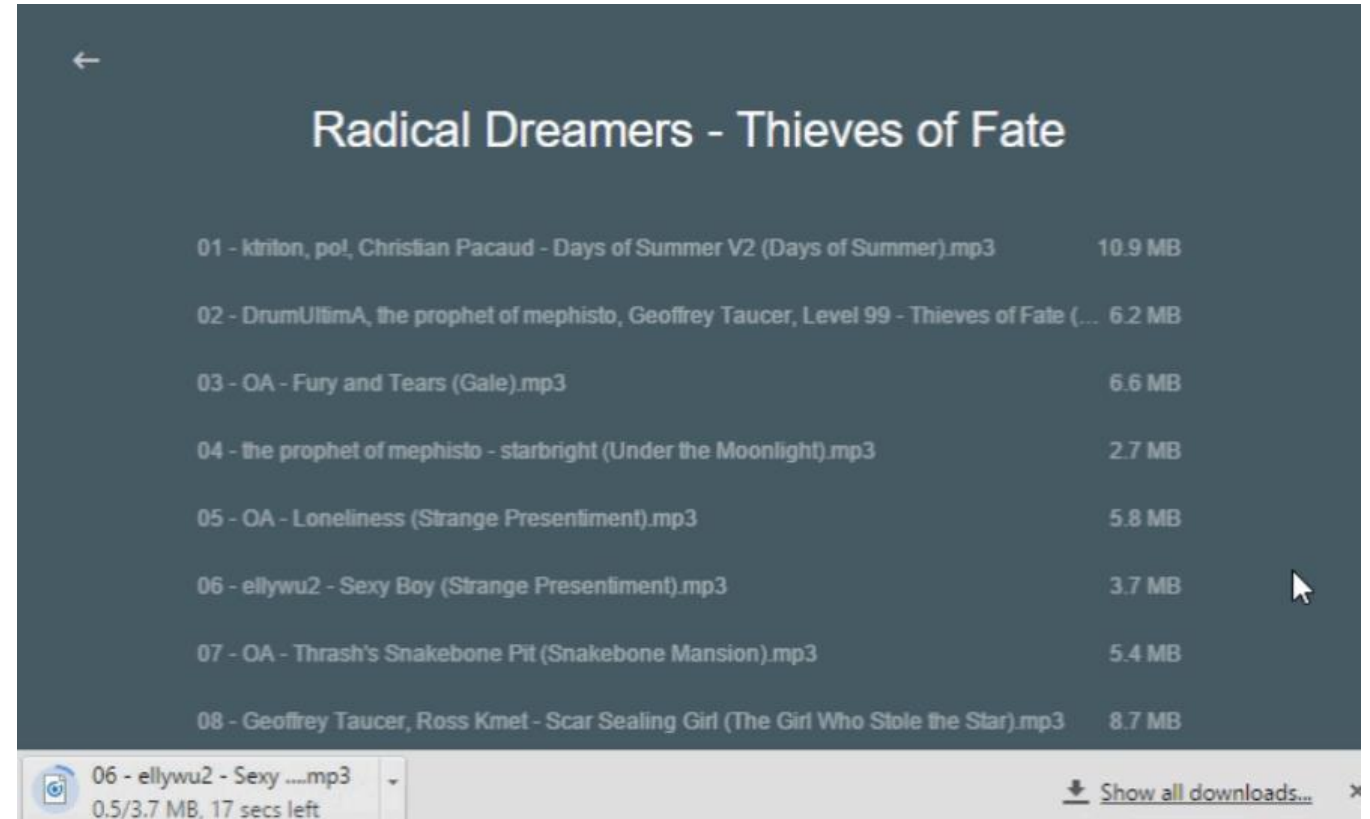 Radical Dreamers - Thieves of Fate
01 - ktriton, po!, Christian Pacaud - Days of Summer V2 (Days of Summer).mp3 10.9 MB
02 - DrumUltimA, the prophet of mephisto, Geoffrey Taucer, Level 99 - Thieves of Fate (... 6.2 MB
03 - OA - Fury and Tears (Gale).mp3 6.6 MB
04 - the prophet of mephisto - starbright (Under the Moonlight).mp3 2.7 MB
05 - OA - Loneliness (Strange Presentiment).mp3 5.8 MB
06 - ellywu2 - Sexy Boy (Strange Presentiment).mp3 3.7 MB
07 - OA - Thrash's Snakebone Pit (Snakebone Mansion).mp3 5.4 MB
08 - Geoffrey Taucer, Ross Kmet - Scar Sealing Girl (The Girl Who Stole the Star).mp3 8.7 MB
06 - ellywu2 - Sexy ....mp3
0.5/3.7 MB, 17 secs left
Show all downloads...